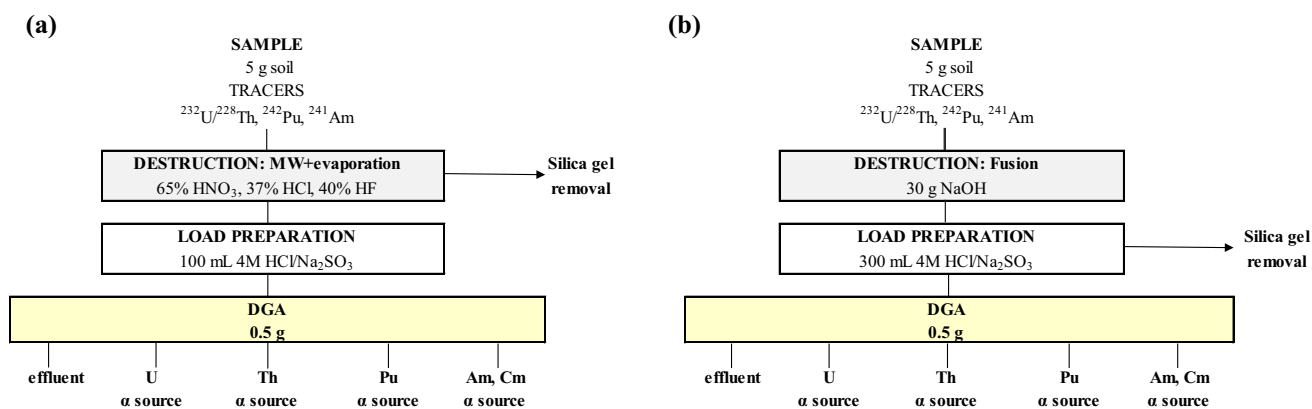 (a)
SAMPLE
5 g soil
TRACERS
²³²U/²²⁸Th, ²⁴²Pu, ²⁴¹Am
DESTRUCTION: MW+evaporation
65% HNO₃, 37% HCl, 40% HF
Silica gel
removal
LOAD PREPARATION
100 mL 4M HCl/Na₂SO₃
DGA
0.5 g
effluent
U
α source
Th
α source
Pu
α source
Am, Cm
α source
(b)
SAMPLE
5 g soil
TRACERS
²³²U/²²⁸Th, ²⁴²Pu, ²⁴¹Am
DESTRUCTION: Fusion
30 g NaOH
LOAD PREPARATION
300 mL 4M HCl/Na₂SO₃
Silica gel
removal
DGA
0.5 g
effluent
U
α source
Th
α source
Pu
α source
Am, Cm
α source